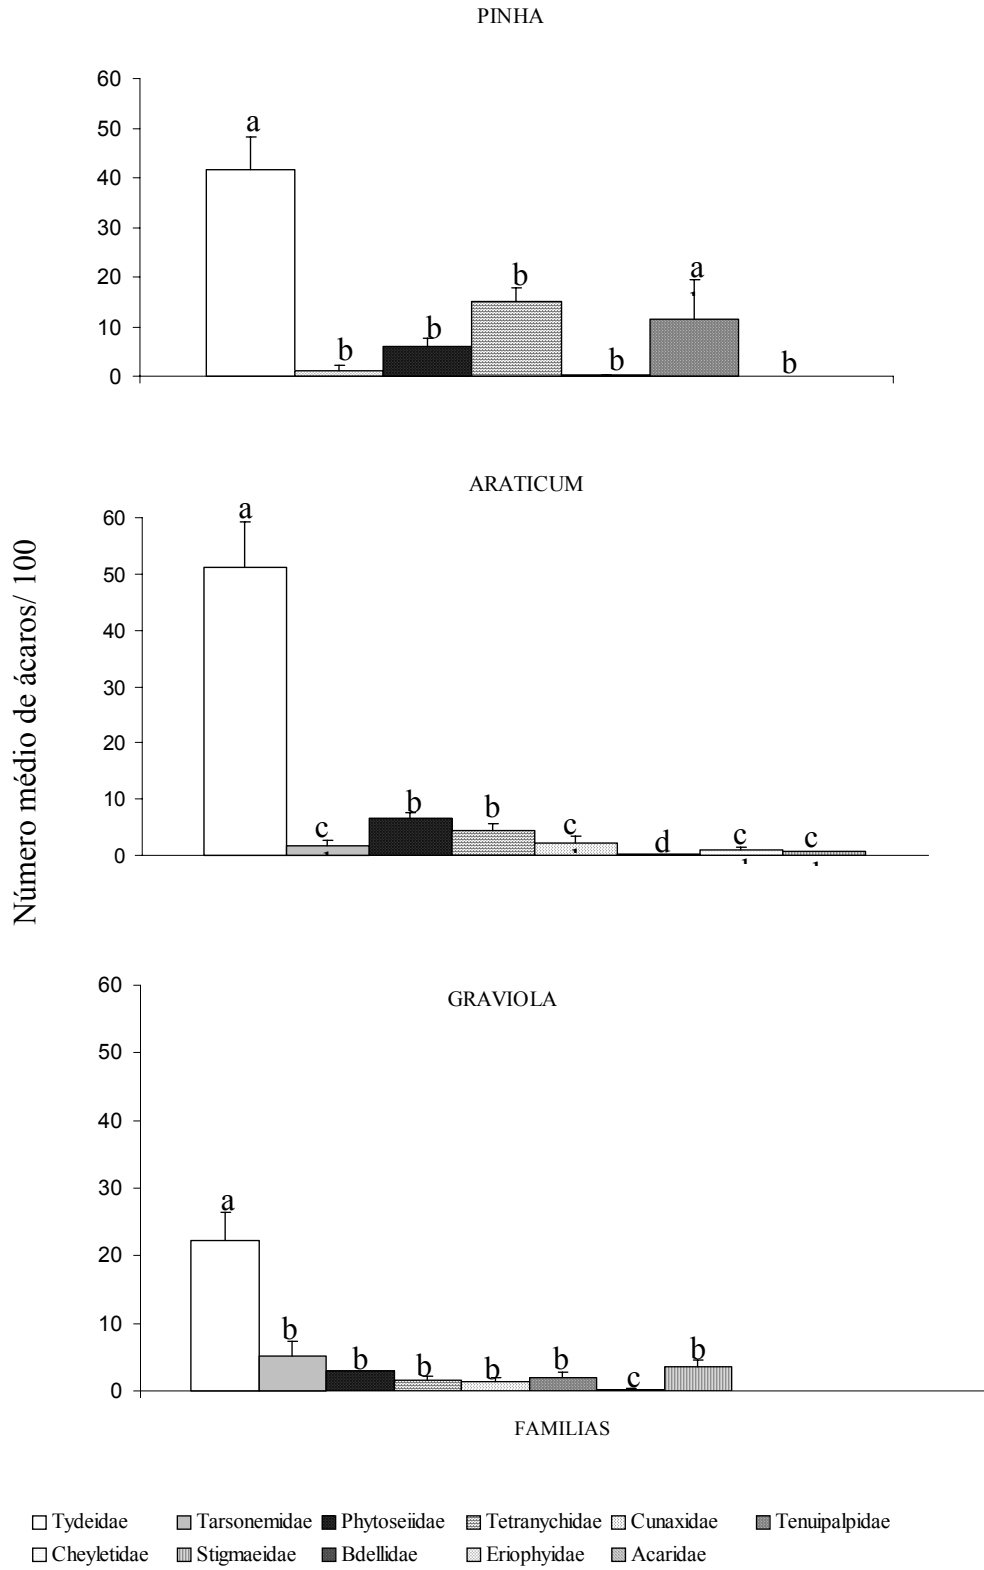 PINHA
60
50
40
30
20
10
0
a
b
b
b
b
a
b
Número médio de ácaros/ 100
ARATICUM
60
50
40
30
20
10
0
a
c
b
b
c
d
c
c
GRAVIOLA
60
50
40
30
20
10
0
a
b
b
b
b
b
c
b
FAMILIAS
Tydeidae Tarsonemidae Phytoseiidae Tetranychidae Cunaxidae Tenuipalpidae
Cheyletidae Stigmaeidae Bdellidae Eriophyidae Acaridae